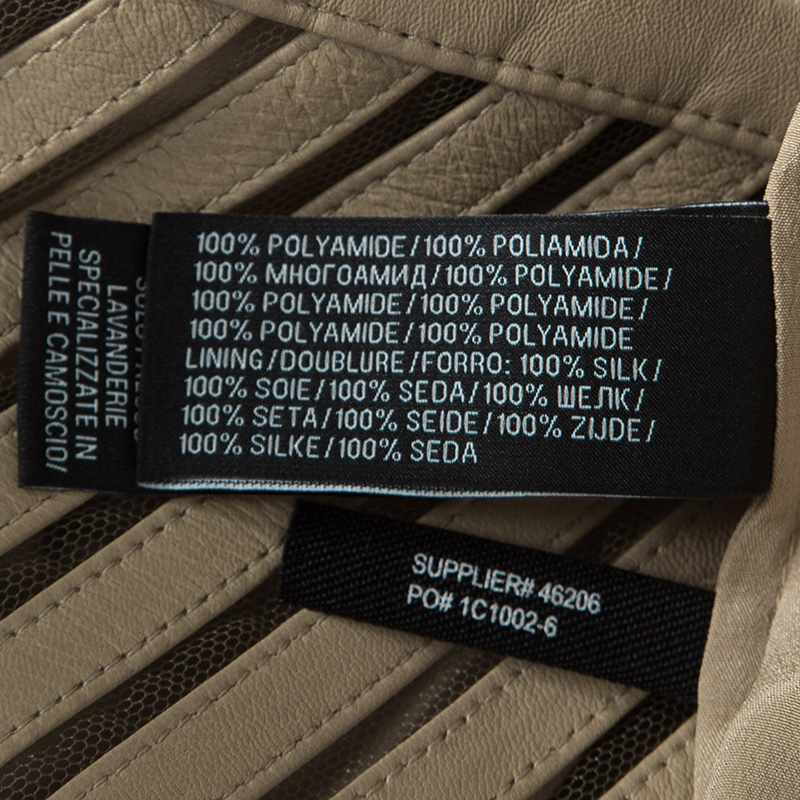 100% POLYAMIDE/100% POLIAMIDA/
100% МНОГОАМИД/100% POLYAMIDE/
100% POLYAMIDE/100% POLYAMIDE/
100% POLYAMIDE/100% POLYAMIDE
LINING/DOUBLURE/FORRO: 100% SILK/
100% SOIE/100% SEDA/100% ШЕЛК/
100% SETA/100% SEIDE/100% ZIJDE/
100% SILKE/100% SEDA
LAVANDERIE
SPECIALIZZATE IN
PELLE E CAMOSCIO/
SUPPLIER# 46206
PO# 1C1002-6